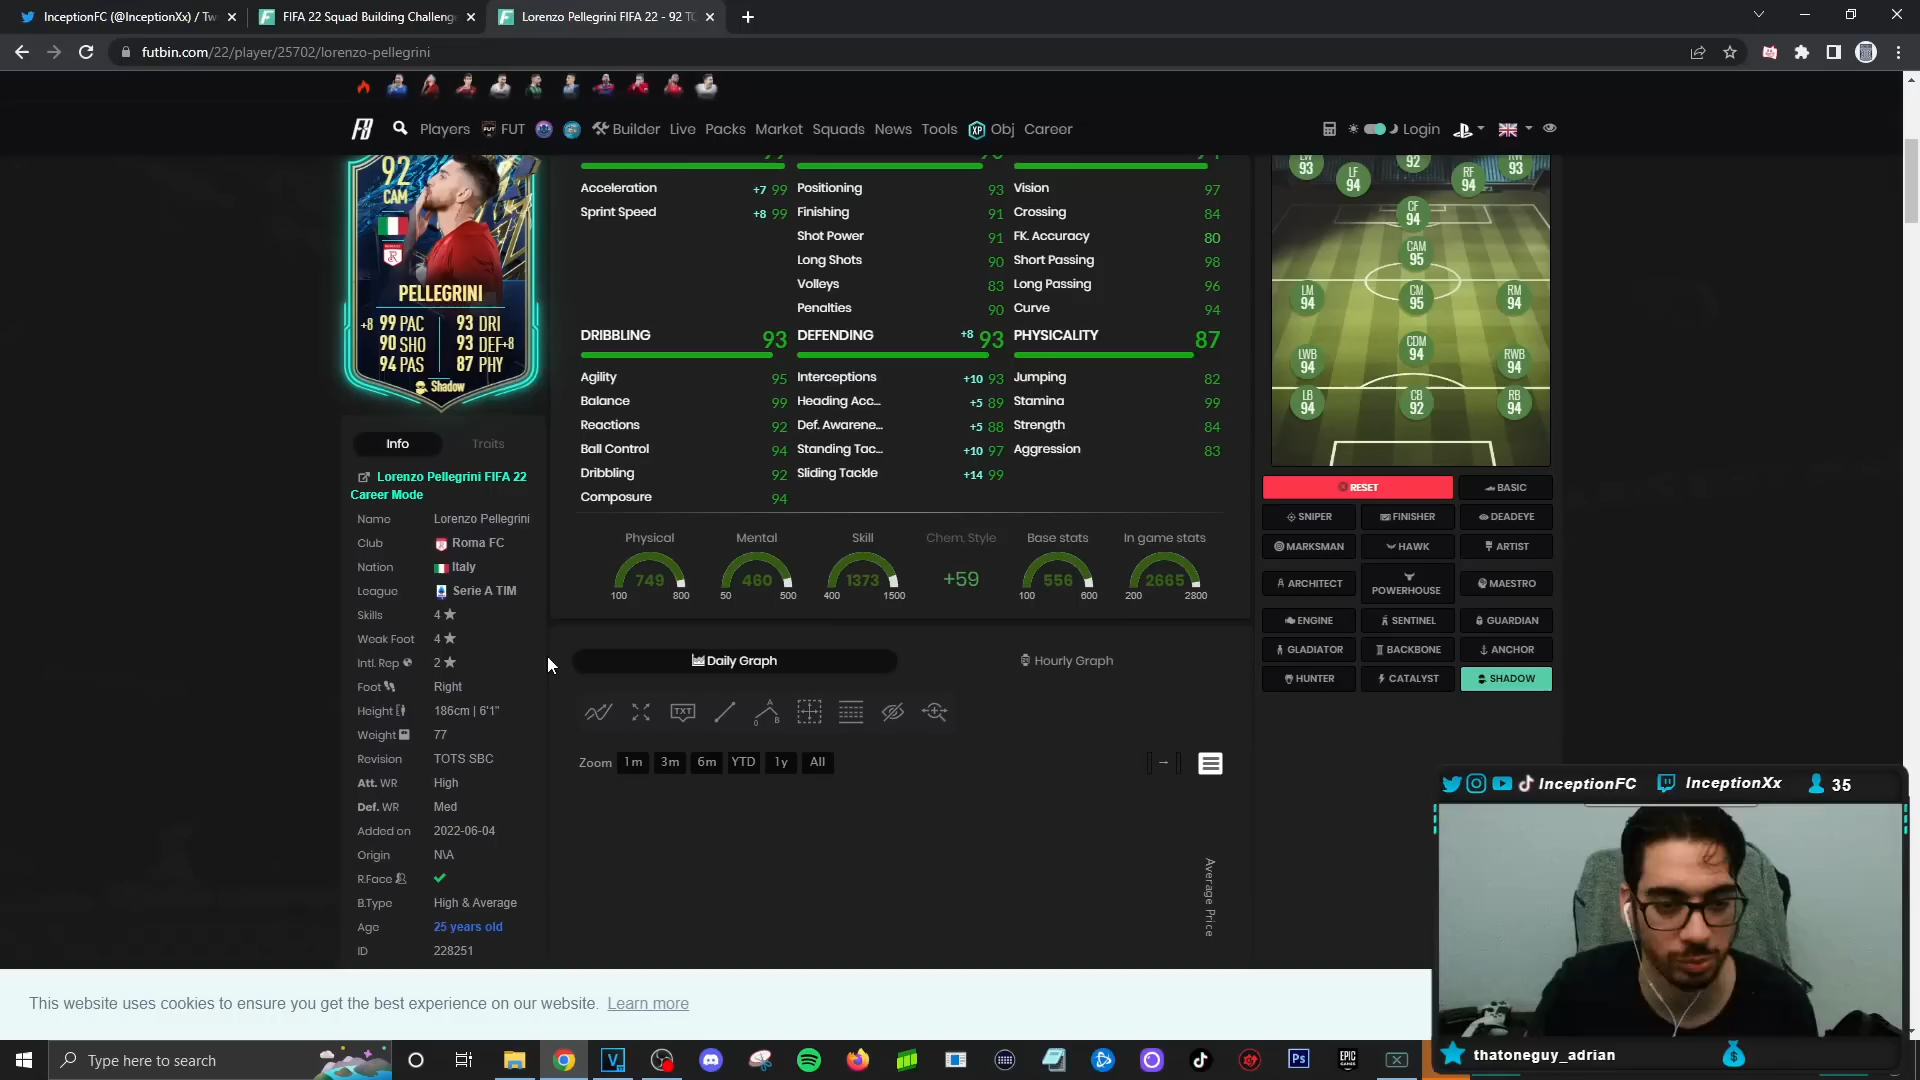 InceptionFC (@InceptionXx) / Tw
FIFA 22 Squad Building Challenge
Lorenzo Pellegrini FIFA 22 - 92 TO
futbin.com/22/player/25702/lorenzo-pellegrini
Players FUT Builder Live Packs Market Squads News Tools XP Obj Career Login
92
CAM
PELLEGRINI
+8 99 PAC 93 DRI
90 SHO 93 DEF+8
94 PAS 87 PHY
Shadow
Acceleration +7 99
Sprint Speed +8 99
Positioning 93
Finishing 91
Shot Power 91
Long Shots 90
Volleys 83
Penalties 90
Vision 97
Crossing 84
FK. Accuracy 80
Short Passing 98
Long Passing 96
Curve 94
DRIBBLING 93
Agility 95
Balance 99
Reactions 92
Ball Control 94
Dribbling 92
Composure 94
DEFENDING +8 93
Interceptions +10 93
Heading Acc... +5 89
Def. Awarene... +5 88
Standing Tac... +10 97
Sliding Tackle +14 99
PHYSICALITY 87
Jumping 82
Stamina 99
Strength 84
Aggression 83
Physical Mental Skill Chem. Style Base stats In game stats
749 460 1373 +59 556 2665
100 800 50 500 400 1500 100 600 200 2800
LW 93
LF 94
92
RF 94
RW 93
CF 94
CAM 95
LM 94
CM 95
RM 94
LWB 94
CDM 94
RWB 94
LB 94
CB 92
RB 94
RESET BASIC
SNIPER FINISHER DEADEYE
MARKSMAN HAWK ARTIST
ARCHITECT POWERHOUSE MAESTRO
ENGINE SENTINEL GUARDIAN
GLADIATOR BACKBONE ANCHOR
HUNTER CATALYST SHADOW
Info Traits
Lorenzo Pellegrini FIFA 22
Career Mode
Name Lorenzo Pellegrini
Club Roma FC
Nation Italy
League Serie A TIM
Skills 4
Weak Foot 4
Intl. Rep 2
Foot Right
Height 186cm | 6'1"
Weight 77
Revision TOTS SBC
Att. WR High
Def. WR Med
Added on 2022-06-04
Origin N\A
R.Face
B.Type High & Average
Age 25 years old
ID 228251
Daily Graph Hourly Graph
TXT
Zoom 1m 3m 6m YTD 1y All
Average Price
InceptionFC InceptionXx 35
thatoneguy_adrian
This website uses cookies to ensure you get the best experience on our website. Learn more
Type here to search
Ps
EPIC
GAMES